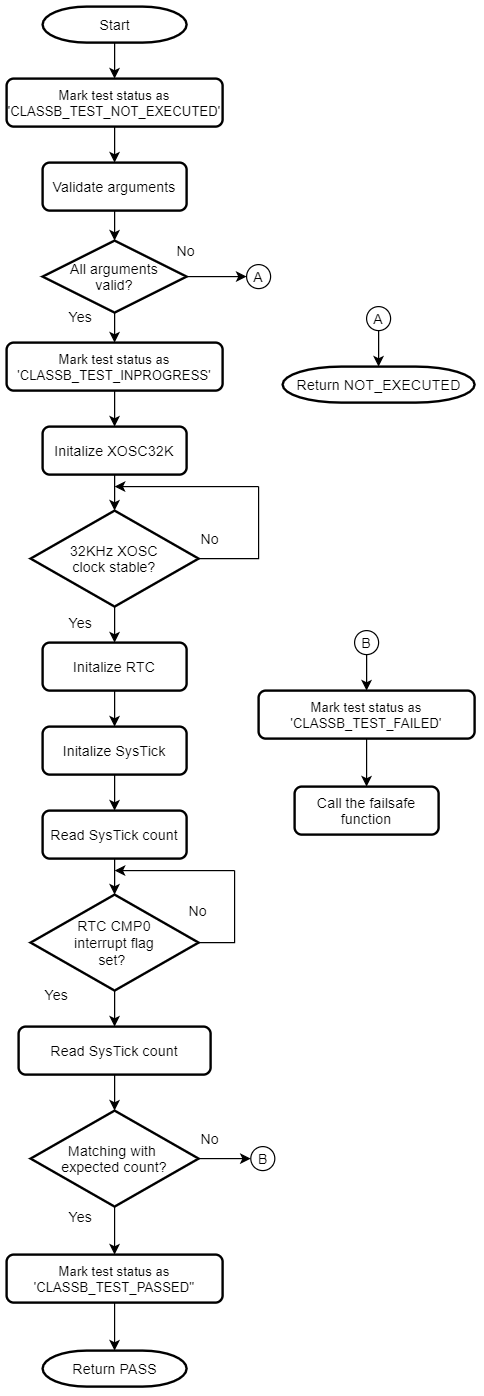 Start
Mark test status as
'CLASSB_TEST_NOT_EXECUTED'
Validate arguments
All arguments
valid?
No
A
Yes
Mark test status as
'CLASSB_TEST_INPROGRESS'
A
Return NOT_EXECUTED
Initalize XOSC32K
32KHz XOSC
clock stable?
No
Yes
Initalize RTC
Initalize SysTick
B
Mark test status as
'CLASSB_TEST_FAILED'
Call the failsafe
function
Read SysTick count
RTC CMP0
interrupt flag
set?
No
Yes
Read SysTick count
Matching with
expected count?
No
B
Yes
Mark test status as
'CLASSB_TEST_PASSED"
Return PASS